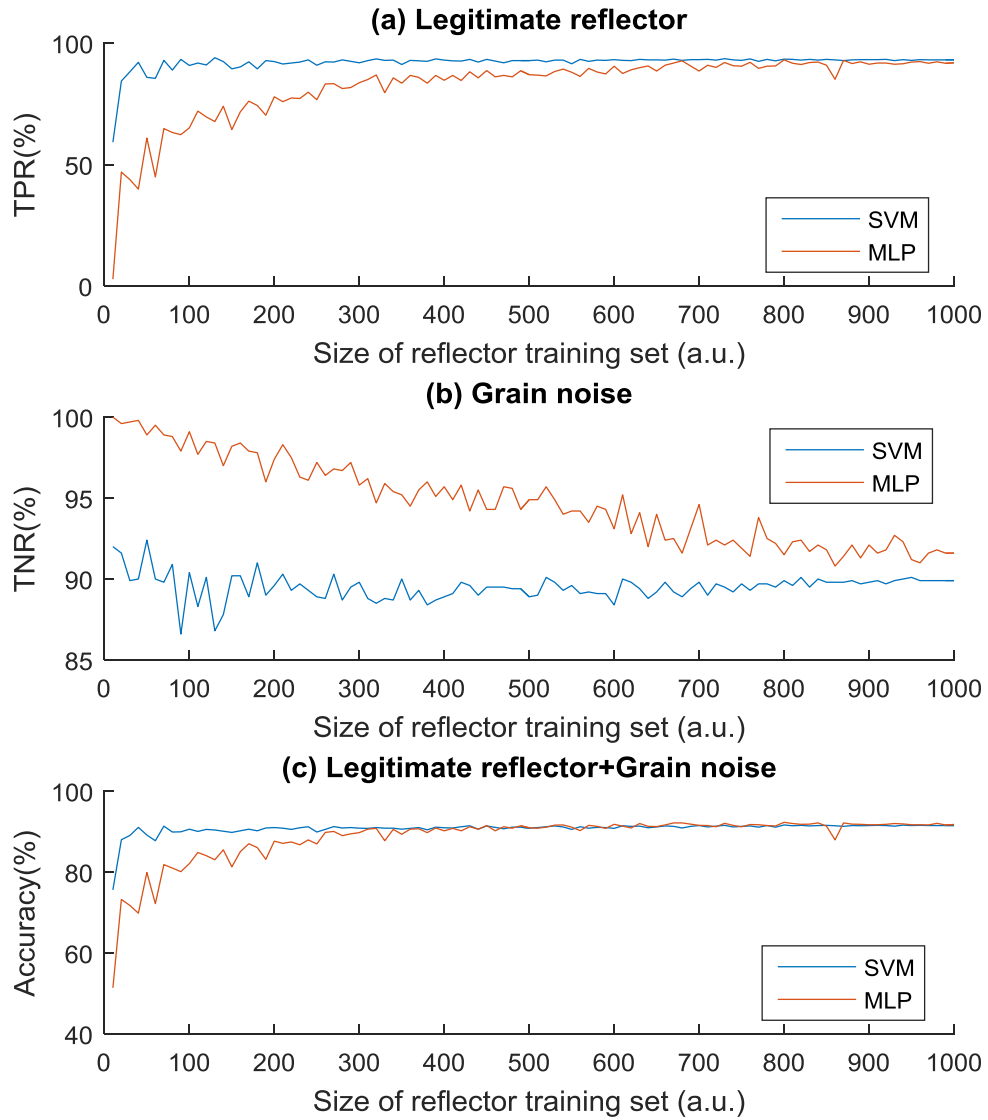 (a) Legitimate reflector
100
50
0
TPR(%)
SVM
MLP
0 100 200 300 400 500 600 700 800 900 1000
Size of reflector training set (a.u.)
(b) Grain noise
100
95
90
85
TNR(%)
SVM
MLP
0 100 200 300 400 500 600 700 800 900 1000
Size of reflector training set (a.u.)
(c) Legitimate reflector+Grain noise
100
80
60
40
Accuracy(%)
SVM
MLP
0 100 200 300 400 500 600 700 800 900 1000
Size of reflector training set (a.u.)